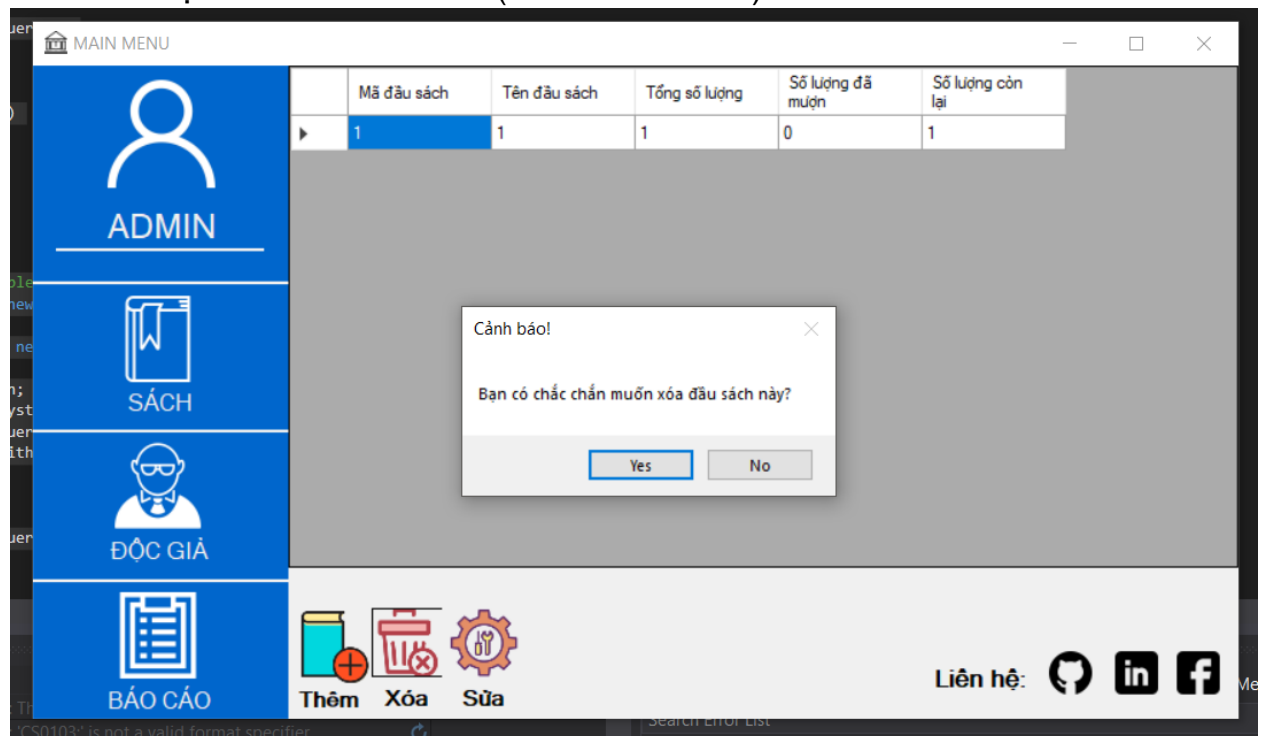 MAIN MENU
ADMIN
SÁCH
ĐỘC GIẢ
BÁO CÁO
Mã đầu sách Tên đầu sách Tổng số lượng Số lượng đã mượn Số lượng còn lại
1 1 1 0 1
Cảnh báo!
Bạn có chắc chắn muốn xóa đầu sách này?
Yes No
Thêm Xóa Sửa
Liên hệ:
in f
Search Error List
'CS0103:' is not a valid format specifier